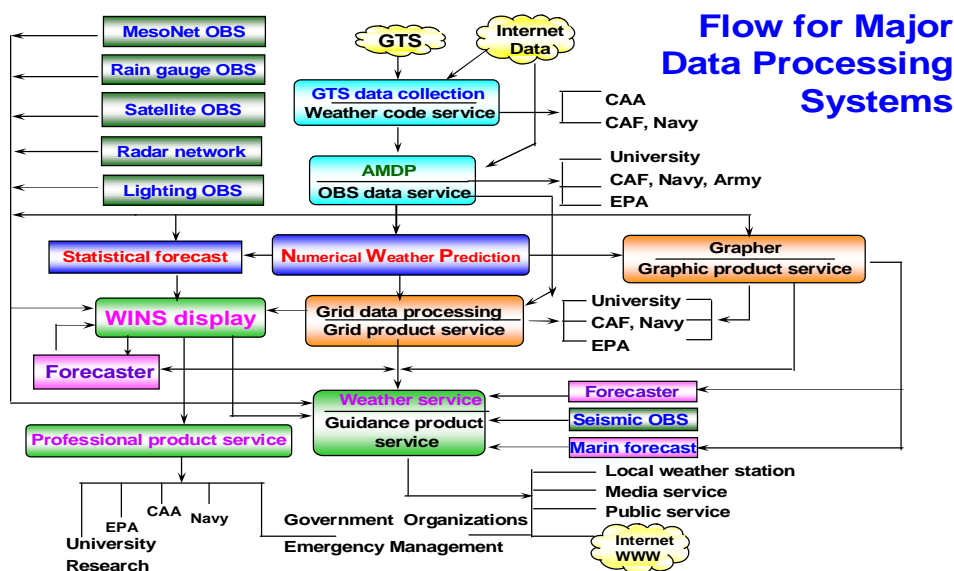 Flow for Major
Data Processing
Systems
MesoNet OBS
Rain gauge OBS
Satellite OBS
Radar network
Lighting OBS
GTS
Internet
Data
GTS data collection
Weather code service
CAA
CAF, Navy
AMDP
OBS data service
University
CAF, Navy, Army
EPA
Statistical forecast
Numerical Weather Prediction
Grapher
Graphic product service
WINS display
Grid data processing
Grid product service
University
CAF, Navy
EPA
Forecaster
Weather service
Guidance product
service
Forecaster
Seismic OBS
Marin forecast
Professional product service
EPA
CAA
Navy
University
Research
Government Organizations
Emergency Management
Local weather station
Media service
Public service
Internet
WWW